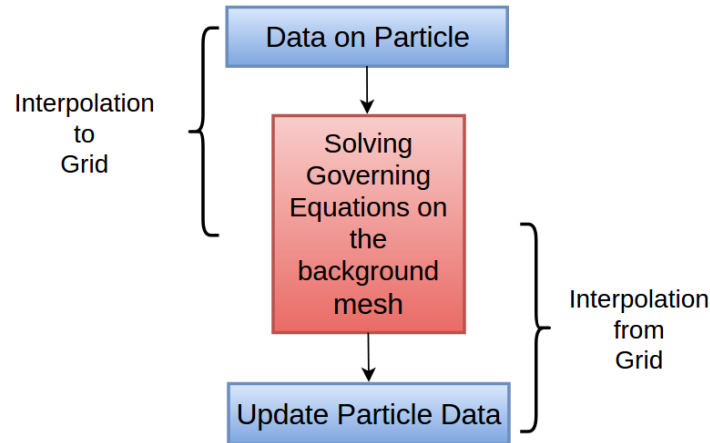 Data on Particle
Interpolation
to
Grid
Solving
Governing
Equations on
the
background
mesh
Interpolation
from
Grid
Update Particle Data